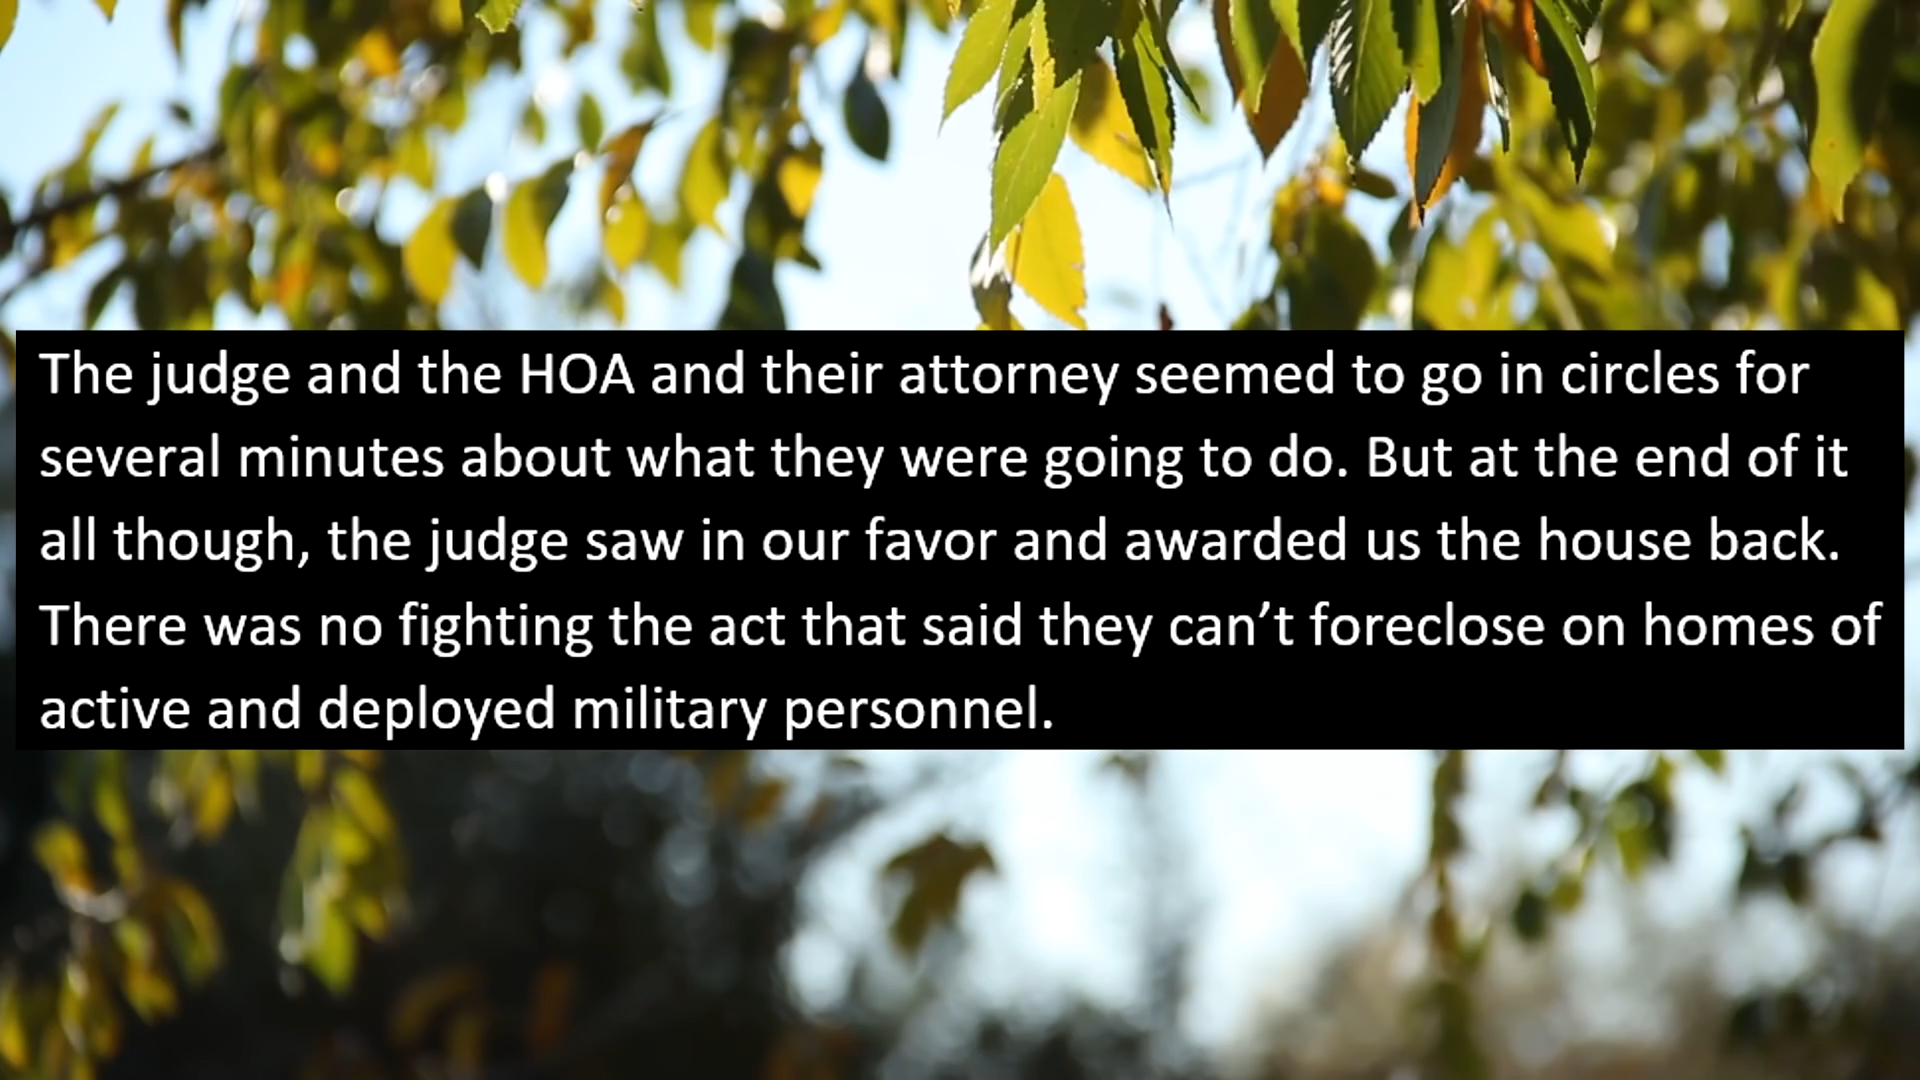 The judge and the HOA and their attorney seemed to go in circles for
several minutes about what they were going to do. But at the end of it
all though, the judge saw in our favor and awarded us the house back.
There was no fighting the act that said they can’t foreclose on homes of
active and deployed military personnel.